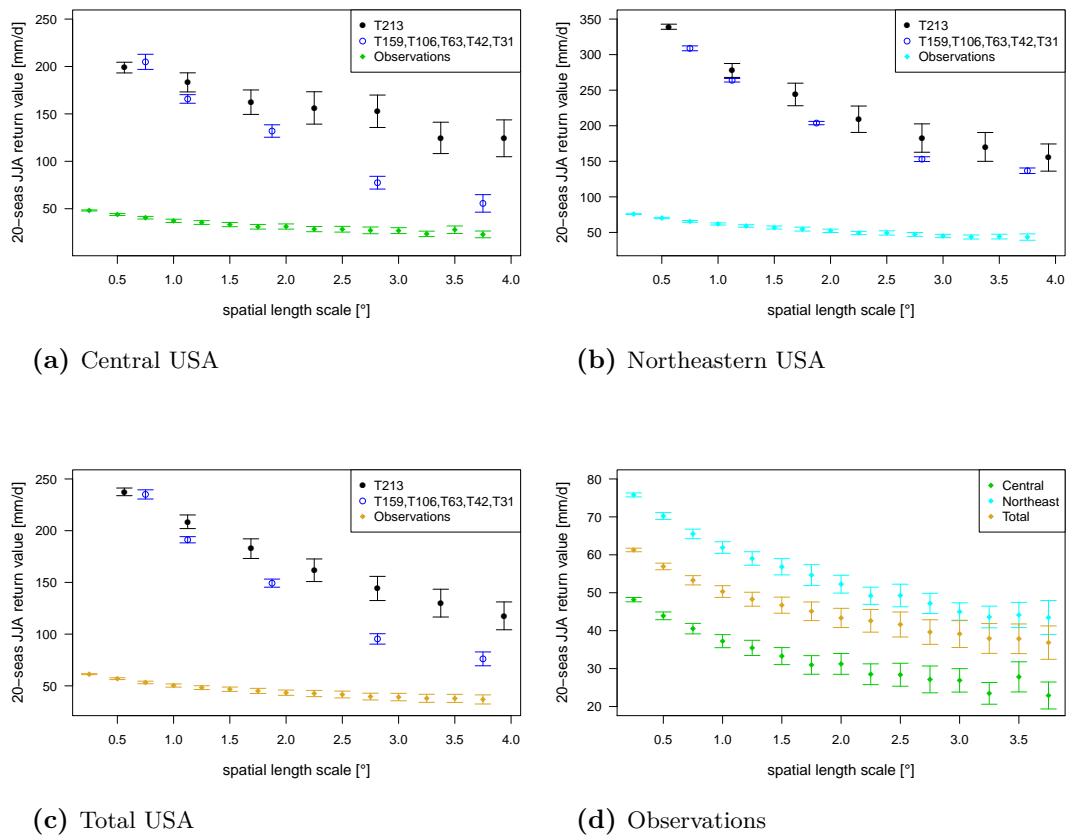 20−seas JJA return value [mm/d]
250
200
150
100
50
T213
T159,T106,T63,T42,T31
Observations
0.5 1.0 1.5 2.0 2.5 3.0 3.5 4.0
spatial length scale [°]
(a) Central USA
20−seas JJA return value [mm/d]
350
300
250
200
150
100
50
T213
T159,T106,T63,T42,T31
Observations
0.5 1.0 1.5 2.0 2.5 3.0 3.5 4.0
spatial length scale [°]
(b) Northeastern USA
20−seas JJA return value [mm/d]
250
200
150
100
50
T213
T159,T106,T63,T42,T31
Observations
0.5 1.0 1.5 2.0 2.5 3.0 3.5 4.0
spatial length scale [°]
(c) Total USA
20−seas JJA return value [mm/d]
80
70
60
50
40
30
20
Central
Northeast
Total
0.5 1.0 1.5 2.0 2.5 3.0 3.5
spatial length scale [°]
(d) Observations